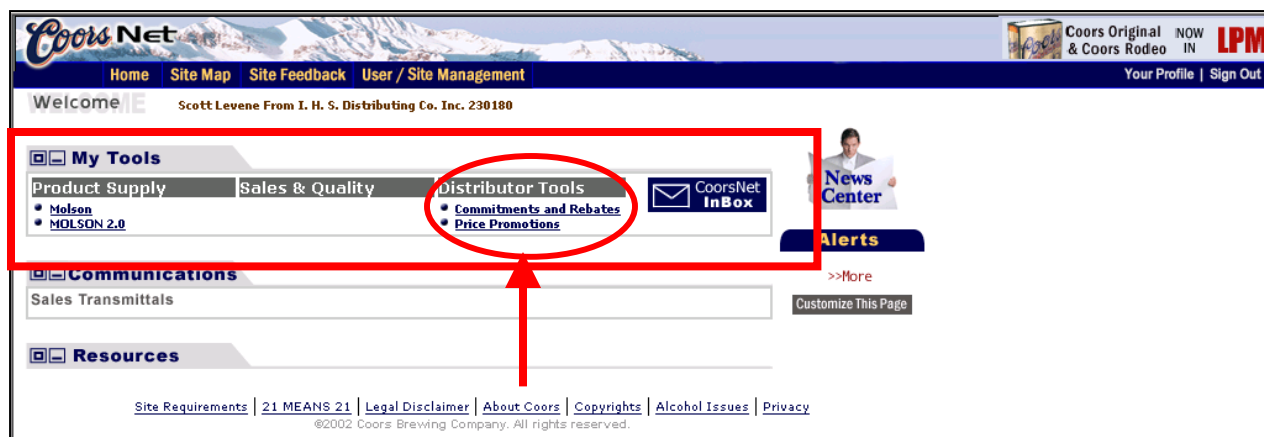 Coors Net
Coors Original NOW
& Coors Rodeo IN
LPM
Home Site Map Site Feedback User / Site Management
Your Profile | Sign Out
Welcome
Scott Levene From I. H. S. Distributing Co. Inc. 230180
My Tools
Product Supply Sales & Quality Distributor Tools
CoorsNet
InBox
Molson
MOLSON 2.0
Commitments and Rebates
Price Promotions
News
Center
Alerts
>>More
Customize This Page
Communications
Sales Transmittals
Resources
Site Requirements | 21 MEANS 21 | Legal Disclaimer | About Coors | Copyrights | Alcohol Issues | Privacy
©2002 Coors Brewing Company. All rights reserved.